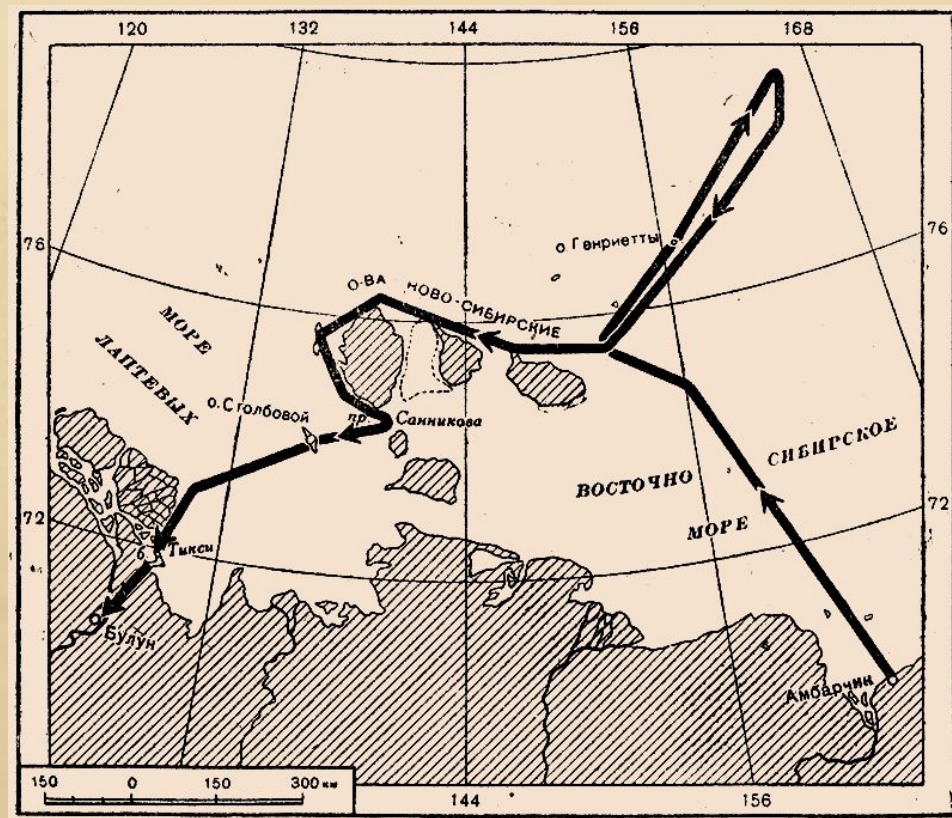 120 132 144 156 168
76 76
о Генриетты
О-ВА НОВО-СИБИРСКИЕ
МОРЕ
ЛАПТЕВЫХ
о. Столбовой
пр. Санникова
ВОСТОЧНО СИБИРСКОЕ
МОРЕ
72 72
б. Тикси
Булун
Амбарчик
150 0 150 300 км
144 156